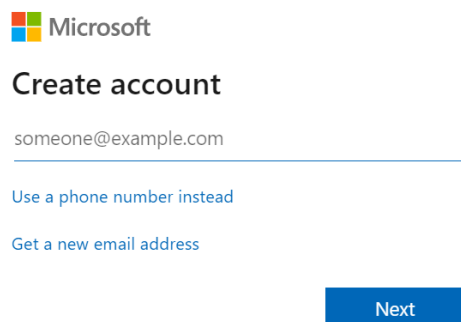 Microsoft
Create account
someone@example.com
Use a phone number instead
Get a new email address
Next